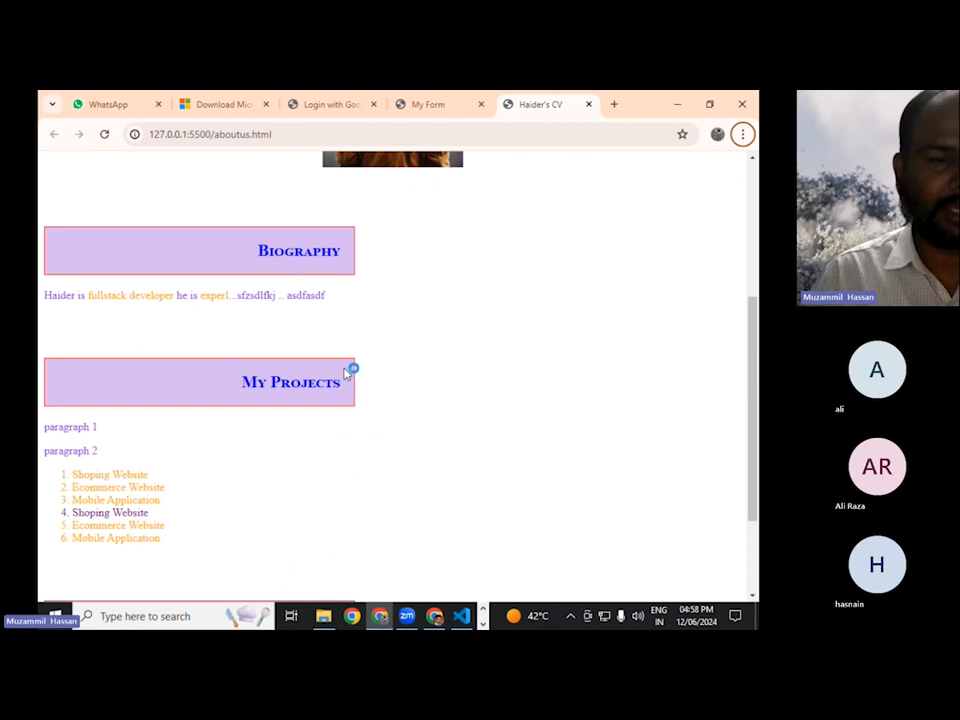 WhatsApp
Download Mic
Login with Goo
My Form
Haider's CV
127.0.0.1:5500/aboutus.html
Biography
Haider is fullstack developer he is experl...sfzsdlfkj .. asdfasdf
My Projects
paragraph 1
paragraph 2
1. Shoping Website
2. Ecommerce Website
3. Mobile Application
4. Shoping Website
5. Ecommerce Website
6. Mobile Application
Type here to search
zm
42°C
ENG
IN
04:58 PM
12/06/2024
Muzammil Hassan
Muzammil Hassan
A
ali
AR
Ali Raza
H
hasnain